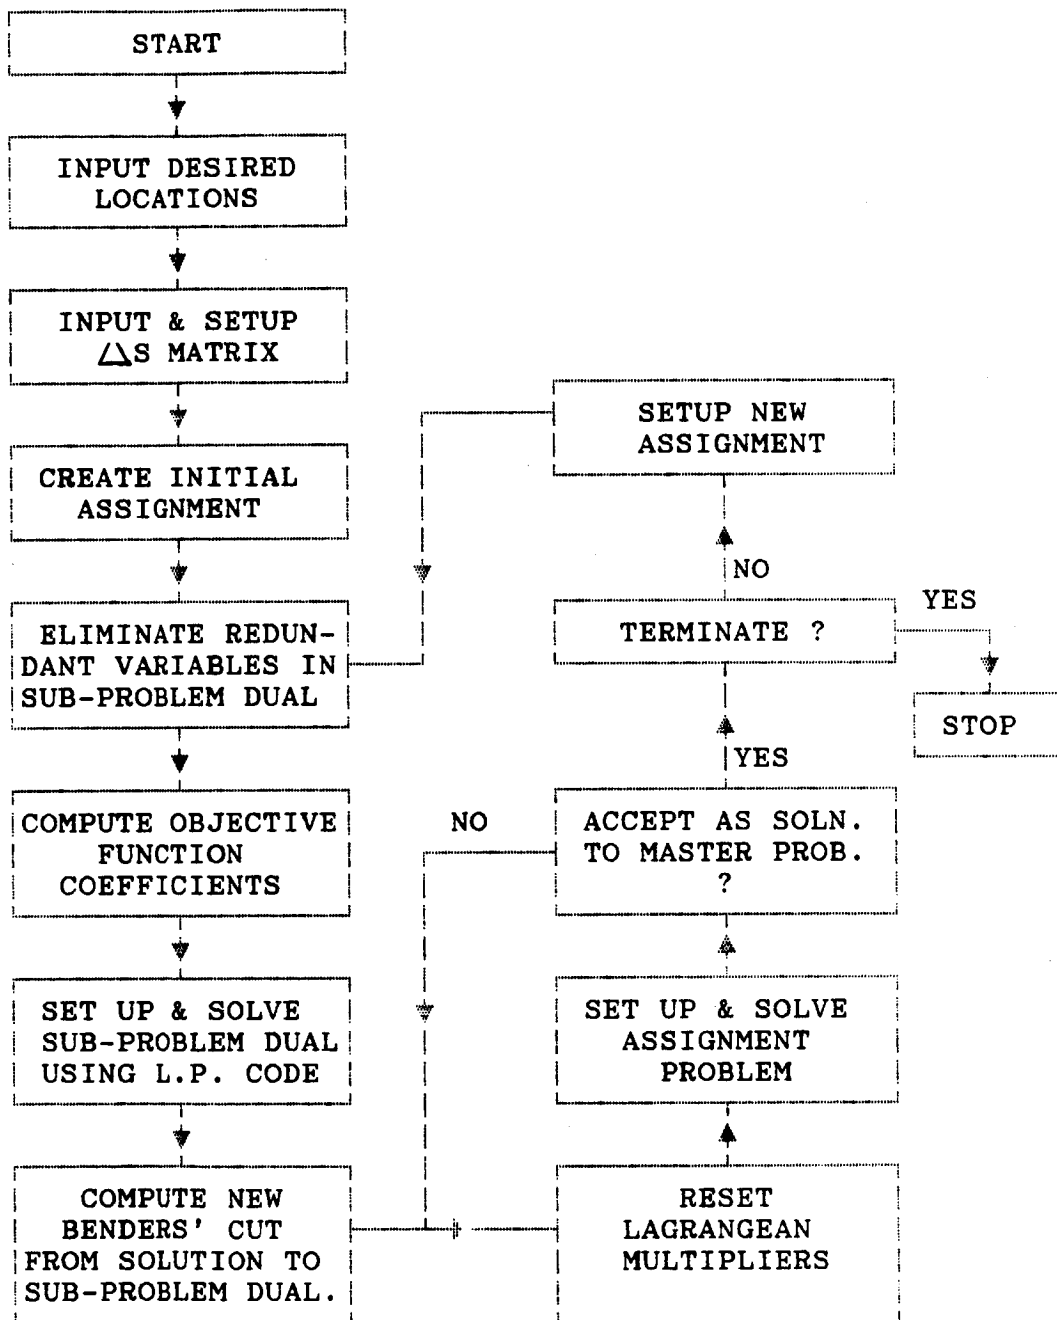 START
INPUT DESIRED
LOCATIONS
INPUT & SETUP
△S MATRIX
CREATE INITIAL
ASSIGNMENT
ELIMINATE REDUN-
DANT VARIABLES IN
SUB-PROBLEM DUAL
COMPUTE OBJECTIVE
FUNCTION
COEFFICIENTS
SET UP & SOLVE
SUB-PROBLEM DUAL
USING L.P. CODE
COMPUTE NEW
BENDERS' CUT
FROM SOLUTION TO
SUB-PROBLEM DUAL.
RESET
LAGRANGEAN
MULTIPLIERS
SET UP & SOLVE
ASSIGNMENT
PROBLEM
ACCEPT AS SOLN.
TO MASTER PROB.
?
NO
YES
TERMINATE ?
YES
STOP
NO
SETUP NEW
ASSIGNMENT